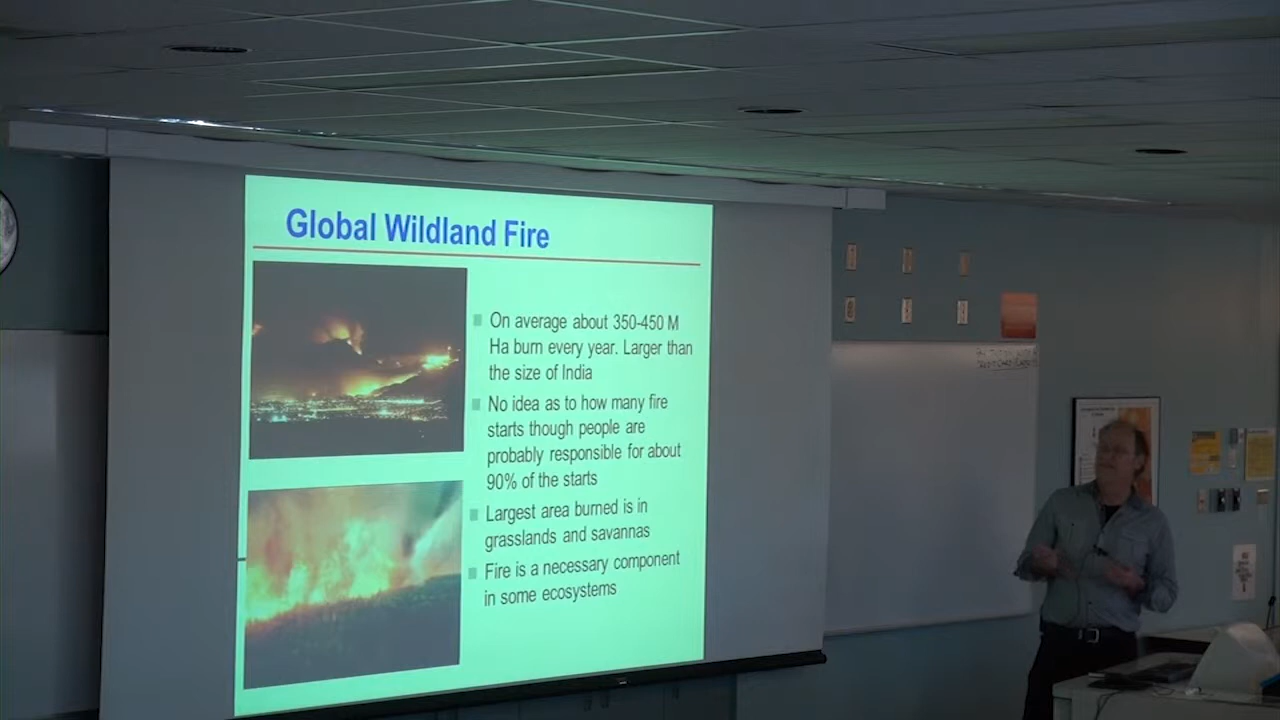 Global Wildland Fire
On average about 350-450 M
Ha burn every year. Larger than
the size of India
No idea as to how many fire
starts though people are
probably responsible for about
90% of the starts
Largest area burned is in
grasslands and savannas
Fire is a necessary component
in some ecosystems